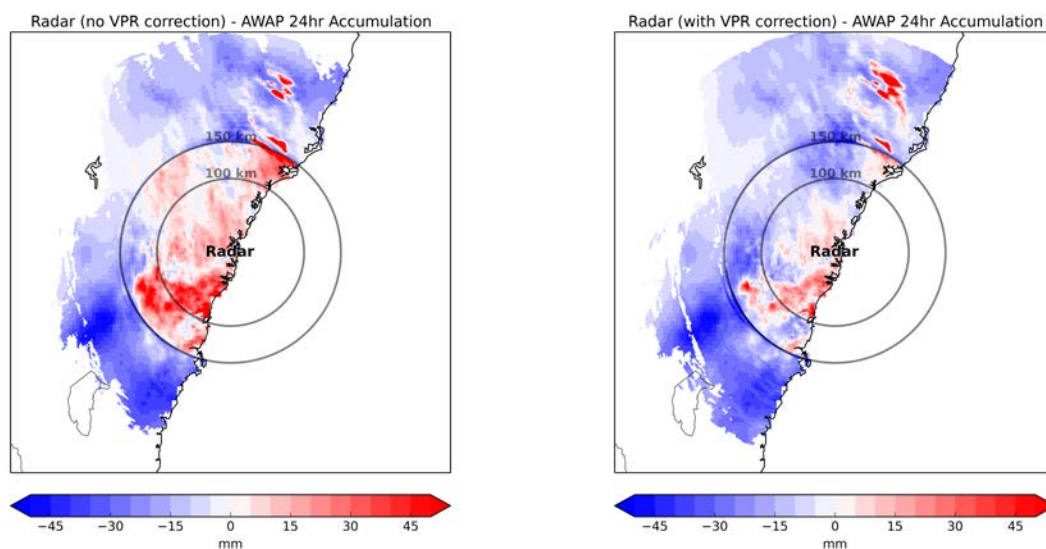 Radar (no VPR correction) - AWAP 24hr Accumulation
150 km
100 km
Radar
−45 −30 −15 0 15 30 45
mm
Radar (with VPR correction) - AWAP 24hr Accumulation
150 km
100 km
Radar
−45 −30 −15 0 15 30 45
mm